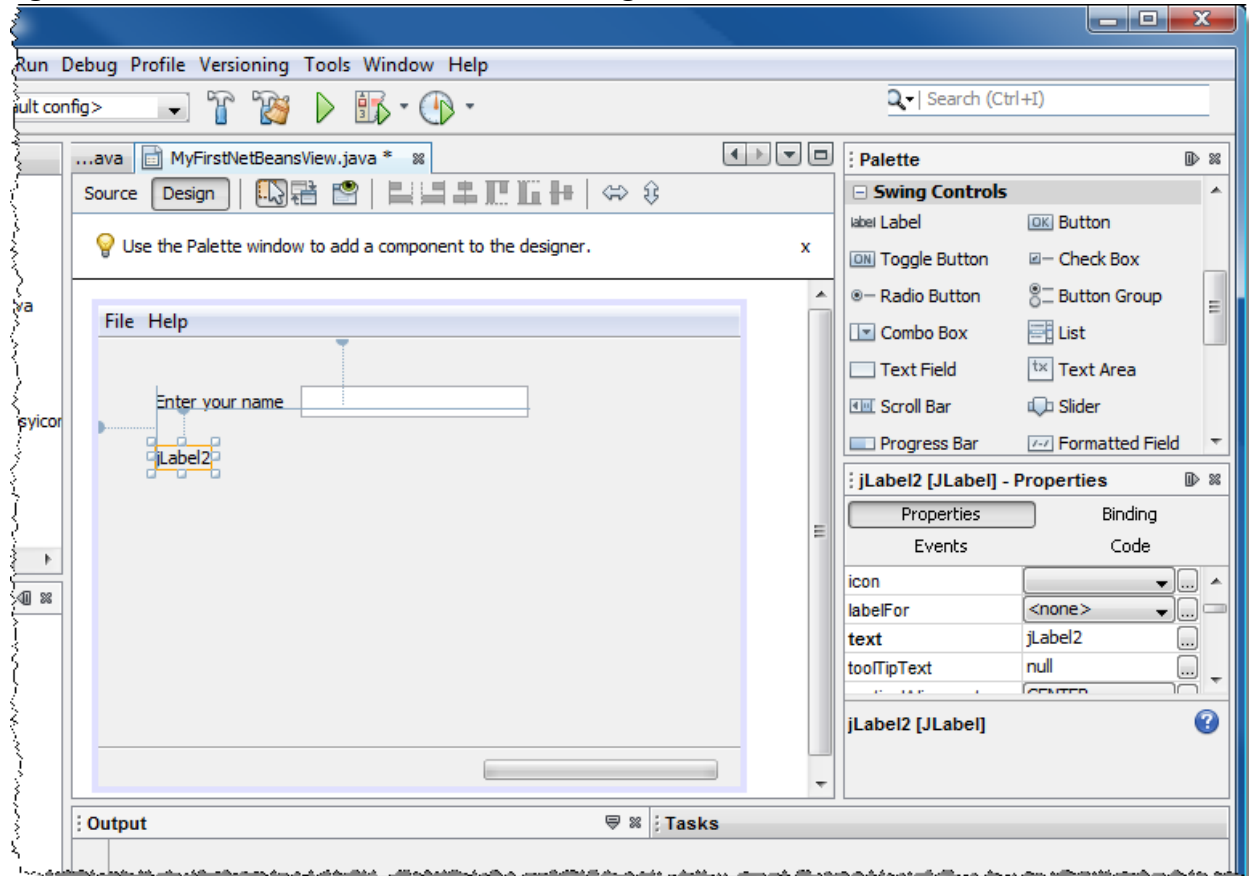 Run Debug Profile Versioning Tools Window Help
ult config>
Search (Ctrl+I)
...ava MyFirstNetBeansView.java *
Source Design
Use the Palette window to add a component to the designer. x
File Help
Enter your name
jLabel2
va
syicon
Palette
Swing Controls
label Label OK Button
ON Toggle Button Check Box
Radio Button Button Group
Combo Box List
Text Field tx Text Area
Scroll Bar Slider
Progress Bar Formatted Field
jLabel2 [JLabel] - Properties
Properties Binding
Events Code
icon ...
labelFor <none> ...
text jLabel2 ...
toolTipText null ...
jLabel2 [JLabel]
Output Tasks